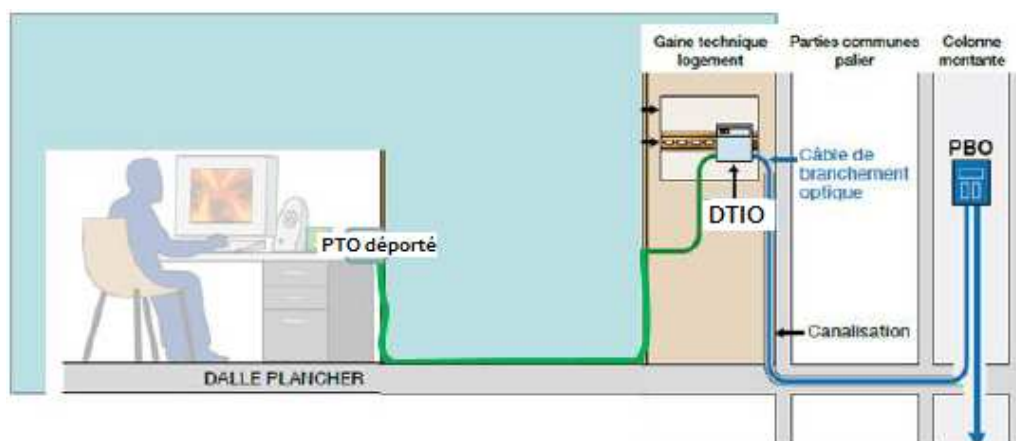 Gaine technique
logement
Parties communes
palier
Colonne
montante
PBO
Câble de
branchement
optique
DTIO
PTO déporté
Canalisation
DALLE PLANCHER